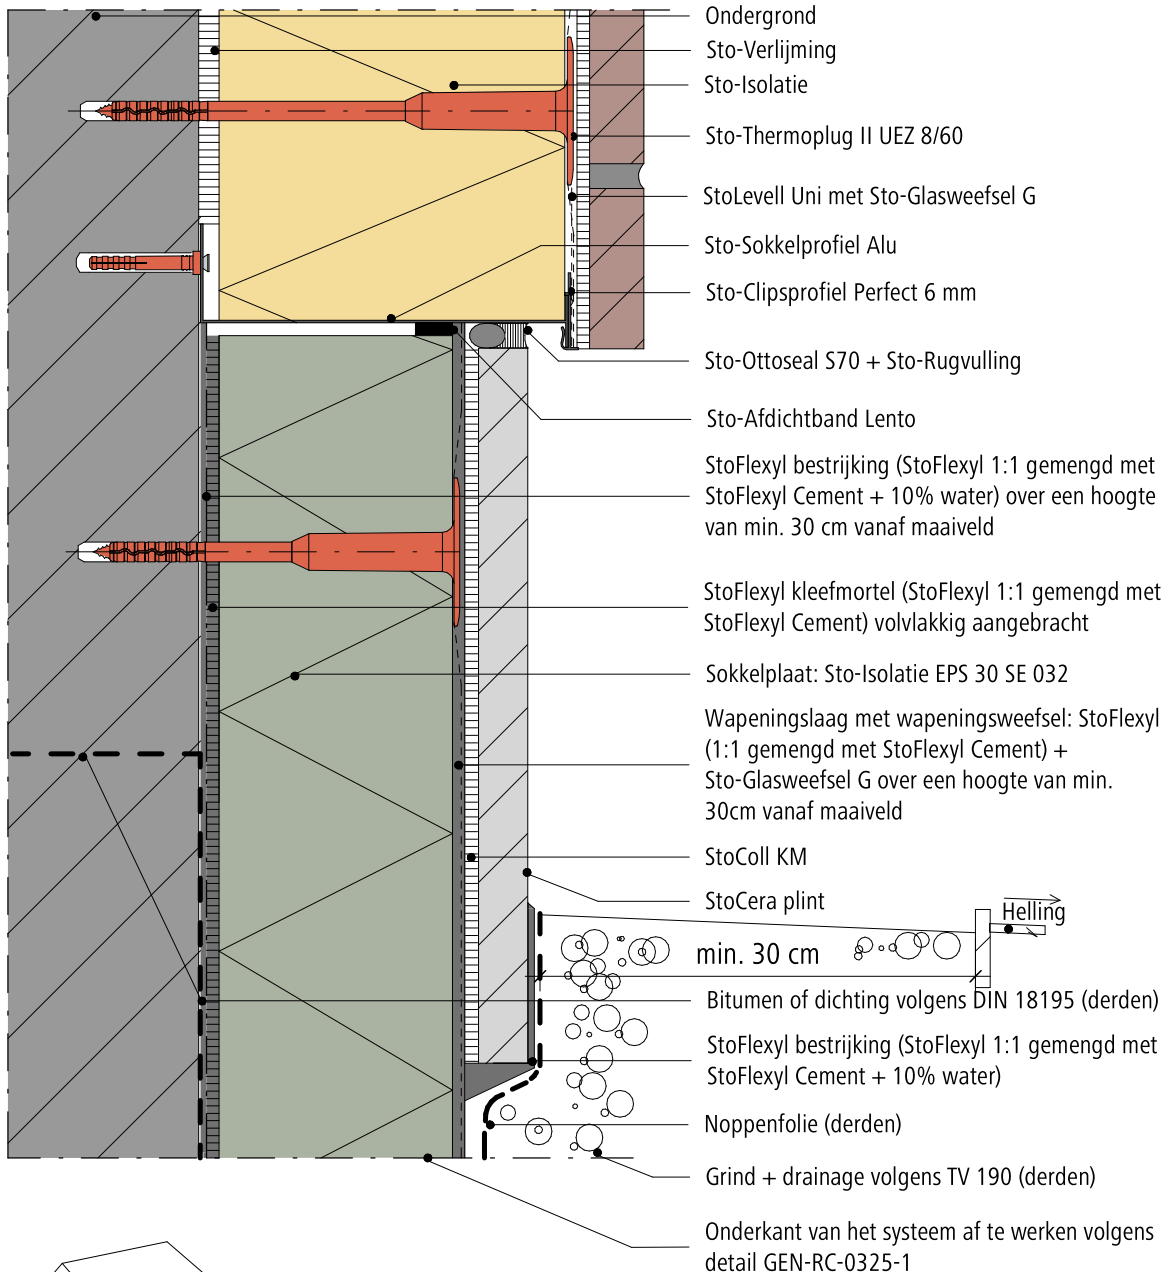 Ondergrond
Sto-Verlijming
Sto-Isolatie
Sto-Thermoplug II UEZ 8/60
StoLevell Uni met Sto-Glasweefsel G
Sto-Sokkelprofiel Alu
Sto-Clipsprofiel Perfect 6 mm
Sto-Ottoseal S70 + Sto-Rugvulling
Sto-Afdichtband Lento
StoFlexyl bestrijking (StoFlexyl 1:1 gemengd met
StoFlexyl Cement + 10% water) over een hoogte
van min. 30 cm vanaf maaiveld
StoFlexyl kleefmortel (StoFlexyl 1:1 gemengd met
StoFlexyl Cement) volvlakkig aangebracht
Sokkelplaat: Sto-Isolatie EPS 30 SE 032
Wapeningslaag met wapeningsweefsel: StoFlexyl
(1:1 gemengd met StoFlexyl Cement) +
Sto-Glasweefsel G over een hoogte van min.
30cm vanaf maaiveld
StoColl KM
StoCera plint
Helling
min. 30 cm
Bitumen of dichting volgens DIN 18195 (derden)
StoFlexyl bestrijking (StoFlexyl 1:1 gemengd met
StoFlexyl Cement + 10% water)
Noppenfolie (derden)
Grind + drainage volgens TV 190 (derden)
Onderkant van het systeem af te werken volgens
detail GEN-RC-0325-1